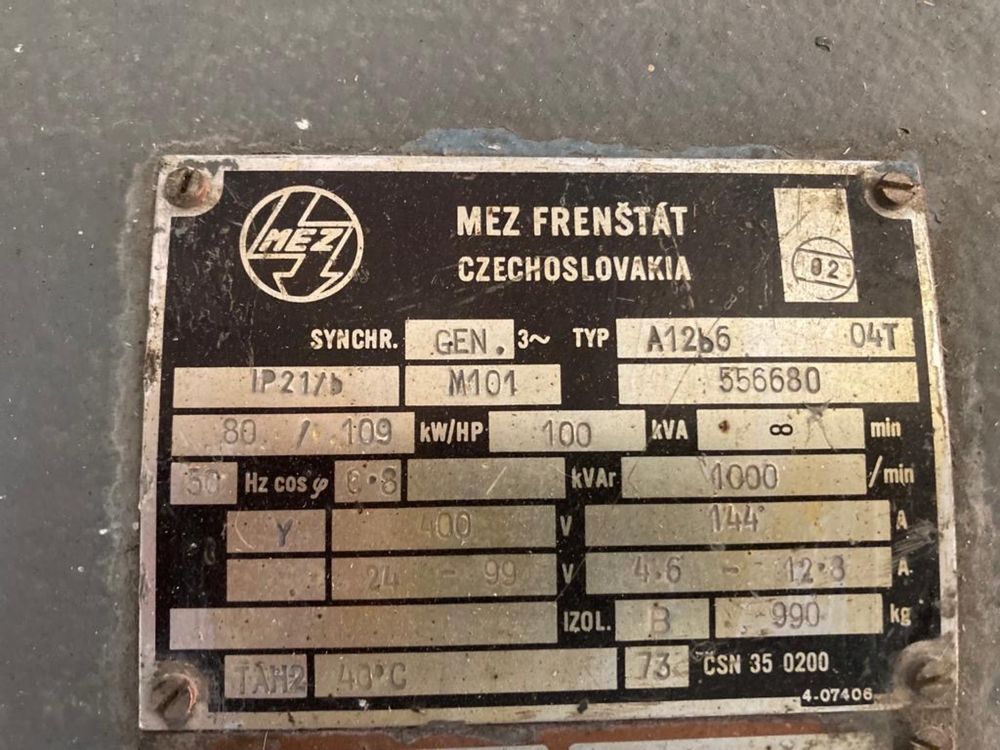 MEZ
MEZ FRENŠTÁT
CZECHOSLOVAKIA
02
SYNCHR. GEN. 3~ TYP A12b6 04T
IP21/b M101 556680
80 / 109 kW/HP 100 kVA ∞ min
50 Hz cos φ 0.8 / kVAr 1000 /min
Y 400 V 144 A
24 - 99 V 4.6 - 12.3 A.
IZOL. B 990 kg
TAH2 40°C 73 ČSN 35 0200
4-07406